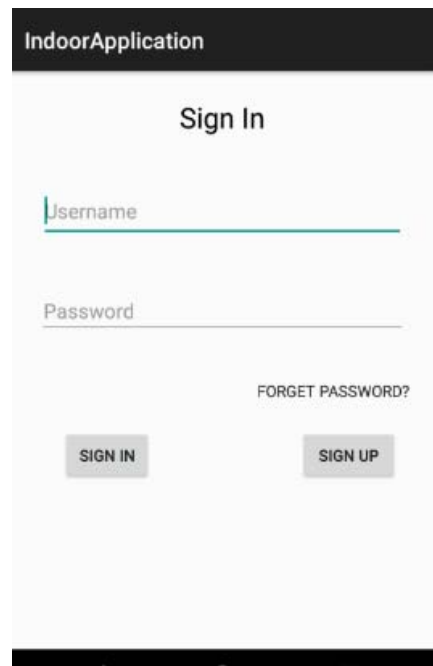 IndoorApplication
Sign In
Username
Password
FORGET PASSWORD?
SIGN IN SIGN UP